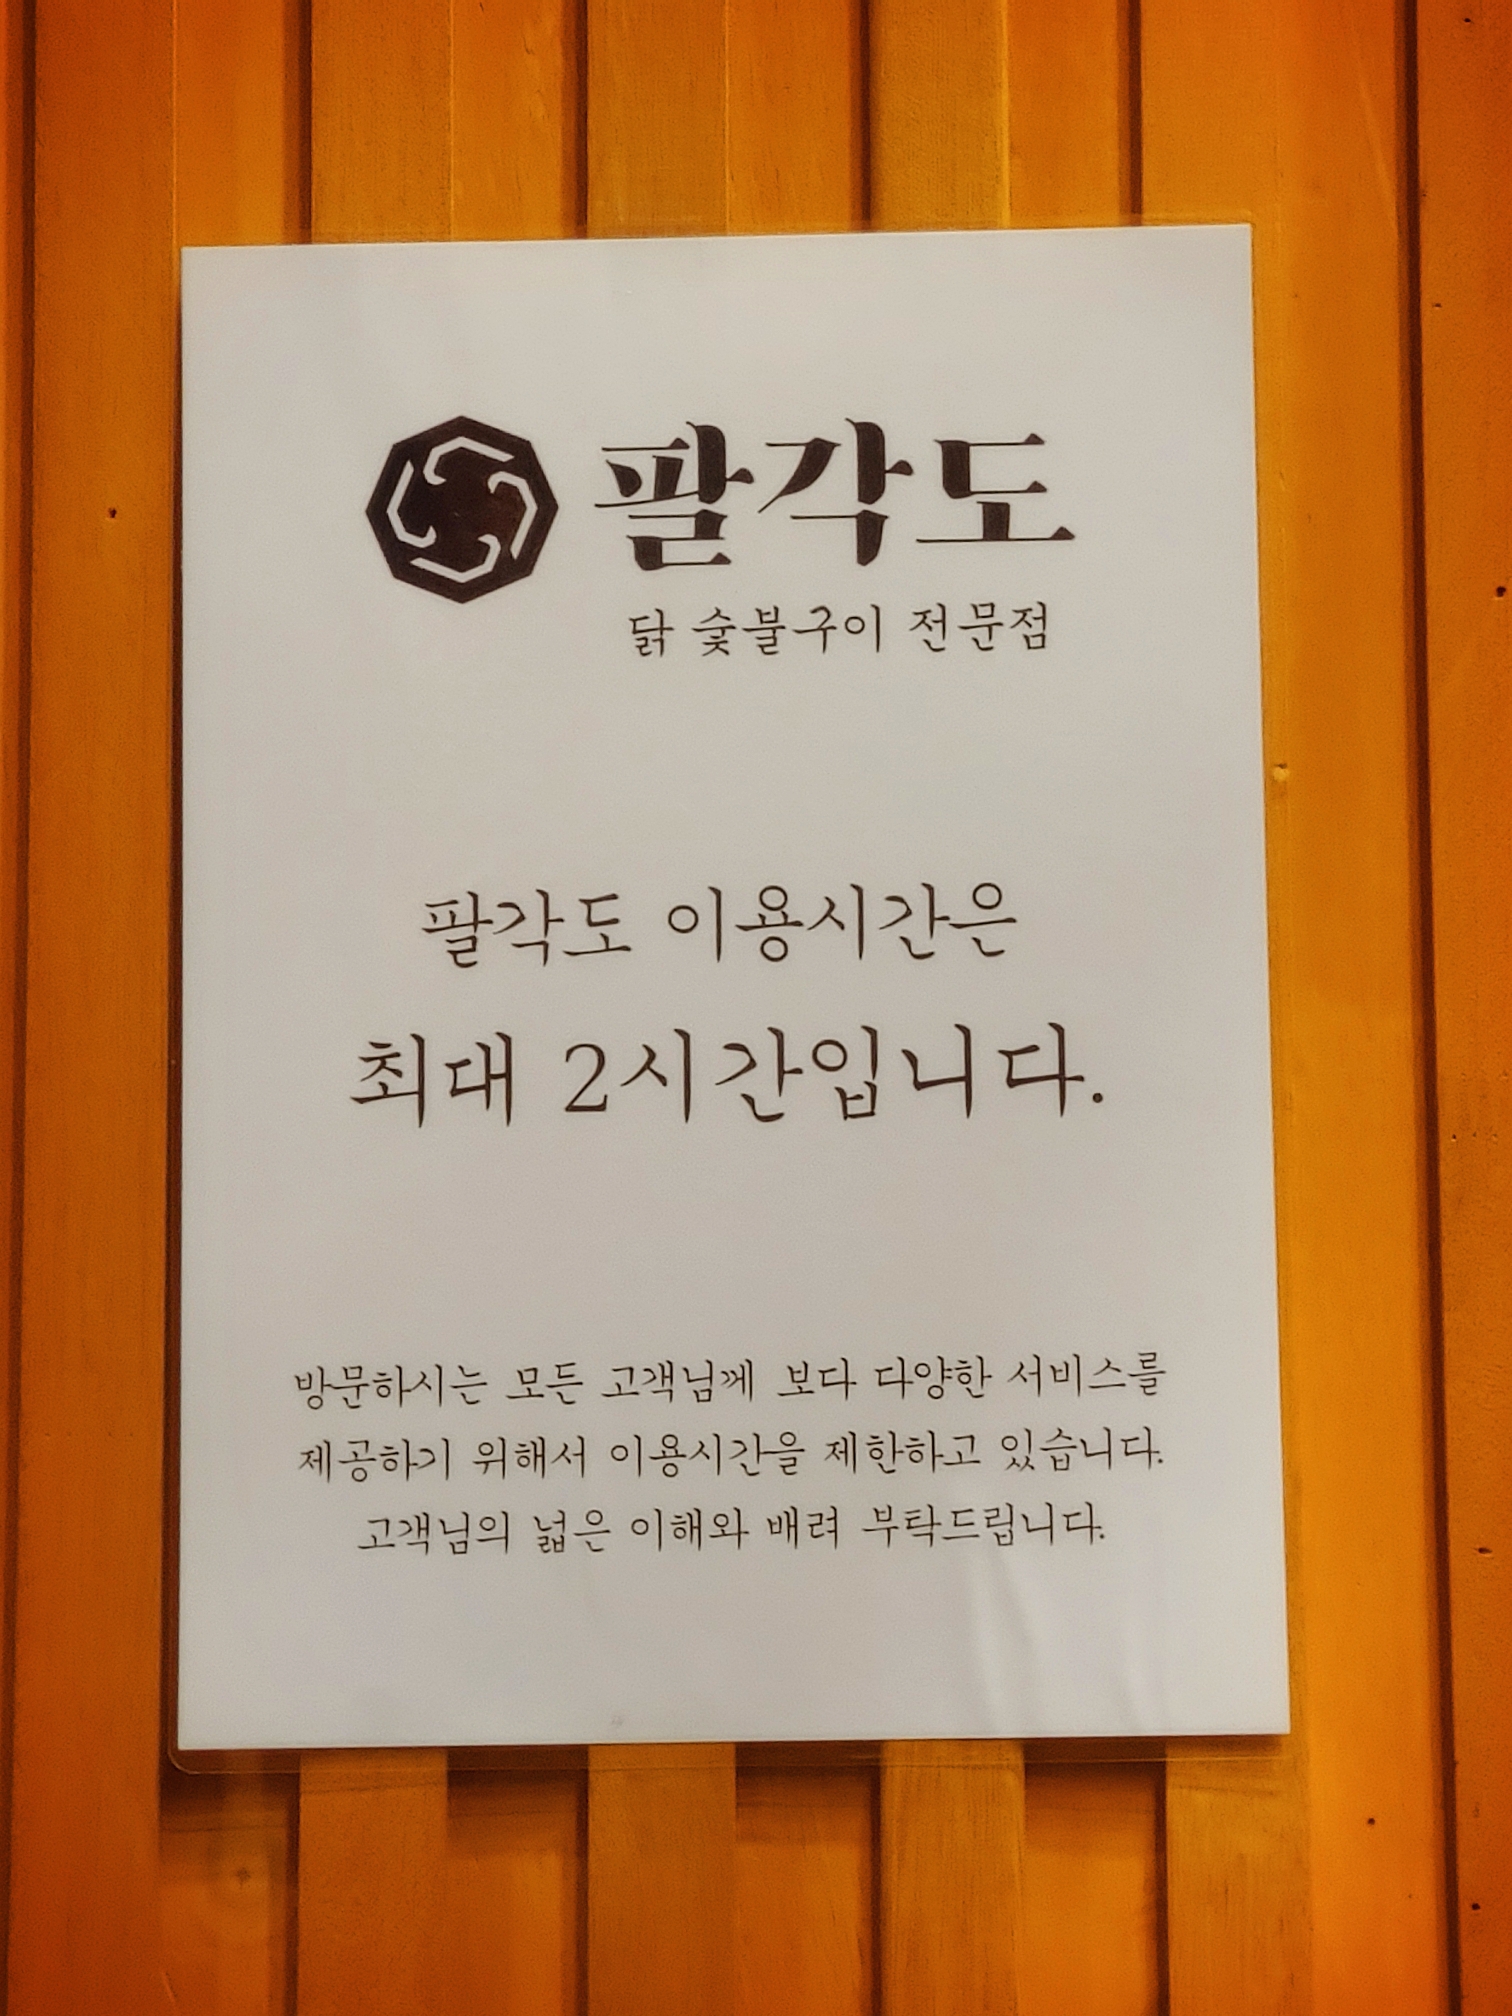 팔각도
닭 숯불구이 전문점
팔각도 이용시간은
최대 2시간입니다.
방문하시는 모든 고객님께 보다 다양한 서비스를
제공하기 위해서 이용시간을 제한하고 있습니다.
고객님의 넓은 이해와 배려 부탁드립니다.